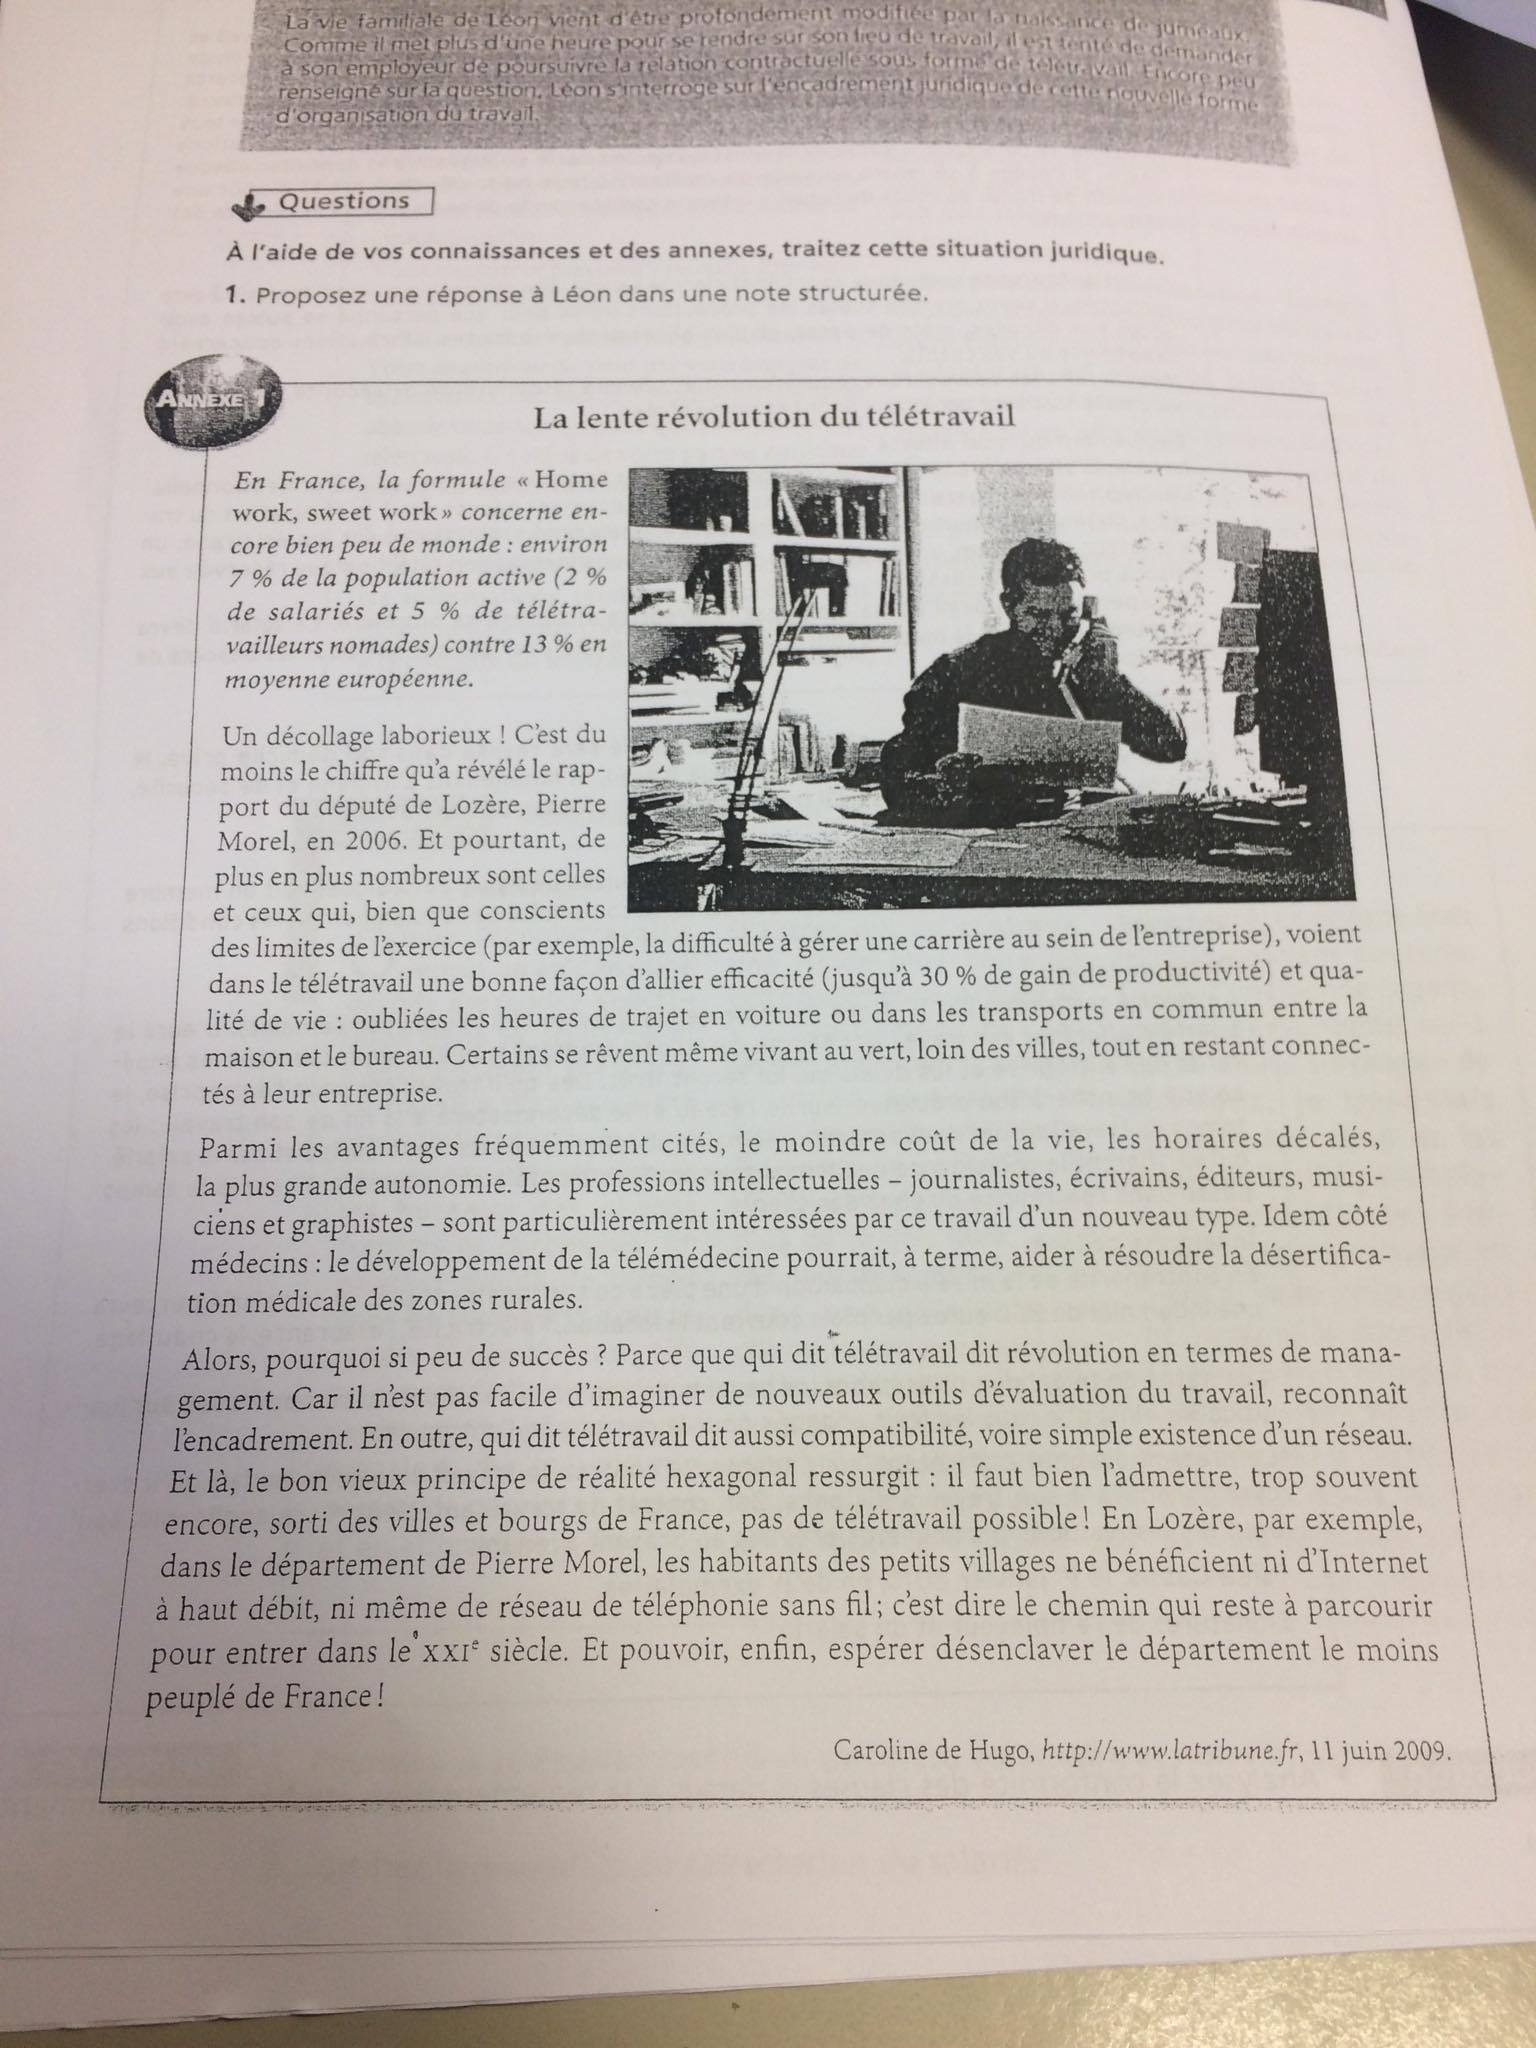 La vie familiale de Léon vient d'être profondément modifiée par la naissance de jumeaux.
Comme il met plus d'une heure pour se rendre sur son lieu de travail, il est tenté de demander
à son employeur de poursuivre la relation contractuelle sous forme de télétravail. Encore peu
renseigné sur la question, Léon s'interroge sur l'encadrement juridique de cette nouvelle forme
d'organisation du travail.
Questions
À l'aide de vos connaissances et des annexes, traitez cette situation juridique.
1. Proposez une réponse à Léon dans une note structurée.
ANNEXE 1
La lente révolution du télétravail
En France, la formule « Home
work, sweet work » concerne en-
core bien peu de monde : environ
7 % de la population active (2 %
de salariés et 5 % de télétra-
vailleurs nomades) contre 13 % en
moyenne européenne.
Un décollage laborieux ! C'est du
moins le chiffre qu'a révélé le rap-
port du député de Lozère, Pierre
Morel, en 2006. Et pourtant, de
plus en plus nombreux sont celles
et ceux qui, bien que conscients
des limites de l'exercice (par exemple, la difficulté à gérer une carrière au sein de l'entreprise), voient
dans le télétravail une bonne façon d'allier efficacité (jusqu'à 30 % de gain de productivité) et qua-
lité de vie : oubliées les heures de trajet en voiture ou dans les transports en commun entre la
maison et le bureau. Certains se rêvent même vivant au vert, loin des villes, tout en restant connec-
tés à leur entreprise.
Parmi les avantages fréquemment cités, le moindre coût de la vie, les horaires décalés,
la plus grande autonomie. Les professions intellectuelles – journalistes, écrivains, éditeurs, musi-
ciens et graphistes – sont particulièrement intéressées par ce travail d'un nouveau type. Idem côté
médecins : le développement de la télémédecine pourrait, à terme, aider à résoudre la désertifica-
tion médicale des zones rurales.
Alors, pourquoi si peu de succès ? Parce que qui dit télétravail dit révolution en termes de mana-
gement. Car il n'est pas facile d'imaginer de nouveaux outils d'évaluation du travail, reconnaît
l'encadrement. En outre, qui dit télétravail dit aussi compatibilité, voire simple existence d'un réseau.
Et là, le bon vieux principe de réalité hexagonal ressurgit : il faut bien l'admettre, trop souvent
encore, sorti des villes et bourgs de France, pas de télétravail possible ! En Lozère, par exemple,
dans le département de Pierre Morel, les habitants des petits villages ne bénéficient ni d'Internet
à haut débit, ni même de réseau de téléphonie sans fil ; c'est dire le chemin qui reste à parcourir
pour entrer dans le XXIe siècle. Et pouvoir, enfin, espérer désenclaver le département le moins
peuplé de France !
Caroline de Hugo, http://www.latribune.fr, 11 juin 2009.